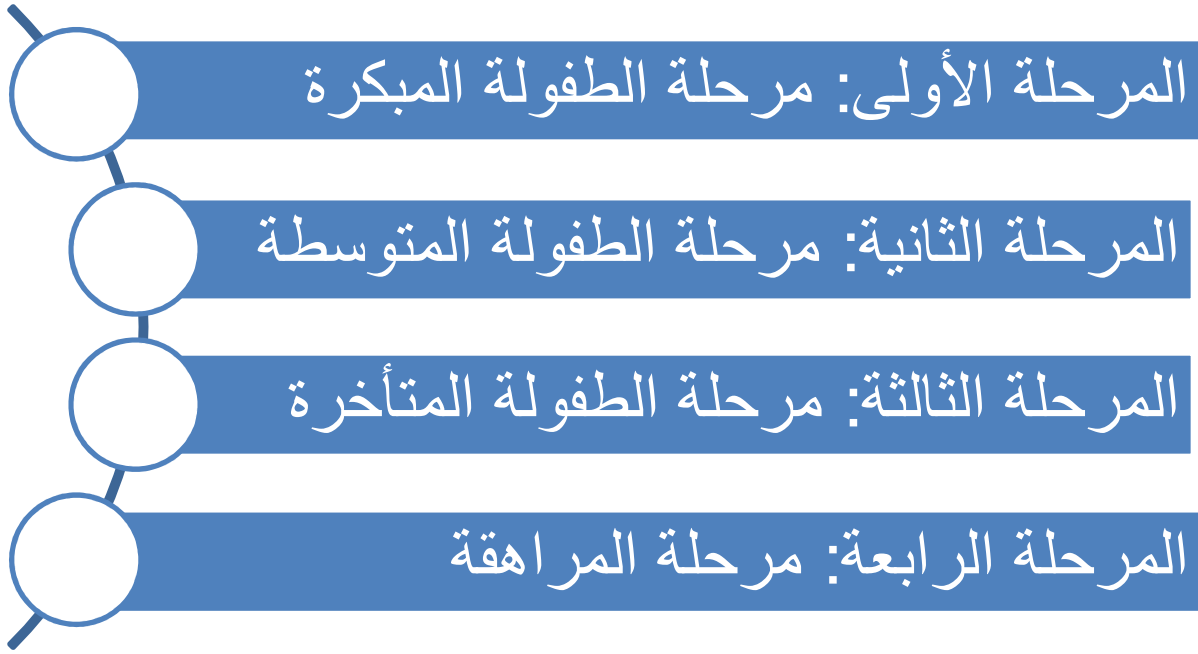 المرحلة الأولى: مرحلة الطفولة المبكرة
المرحلة الثانية: مرحلة الطفولة المتوسطة
المرحلة الثالثة: مرحلة الطفولة المتأخرة
المرحلة الرابعة: مرحلة المراهقة